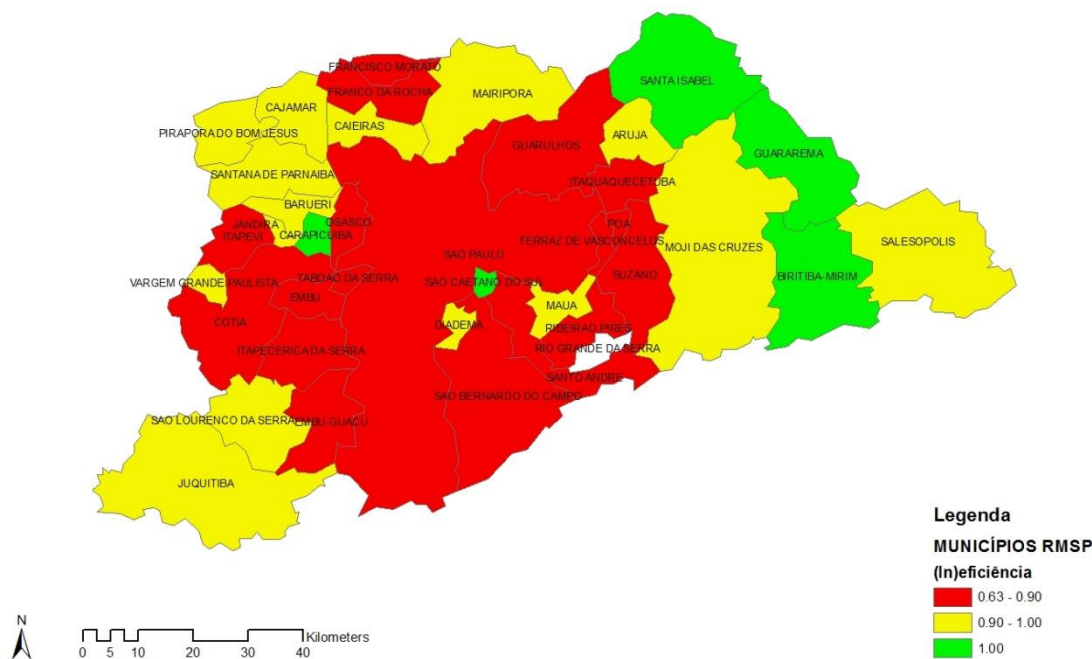 FRANCISCO MORATO
FRANCO DA ROCHA
MAIRIPORA
SANTA ISABEL
CAJAMAR
PIRAPORA DO BOM JESUS
CAIEIRAS
GUARULHOS
ARUJA
GUARAREMA
SANTANA DE PARNAIBA
ITAQUAQUECETUBA
BARUERI
JANDIRA
OSASCO
POA
ITAPEVI
CARAPICUIBA
FERRAZ DE VASCONCELOS
MOJI DAS CRUZES
SALESOPOLIS
SAO PAULO
VARGEM GRANDE PAULISTA
TABOAO DA SERRA
SAO CAETANO DO SUL
SUZANO
BIRITIBA-MIRIM
EMBU
MAUA
COTIA
DIADEMA
RIBEIRAO PIRES
ITAPECERICA DA SERRA
RIO GRANDE DA SERRA
SANTO ANDRE
SAO BERNARDO DO CAMPO
SAO LOURENCO DA SERRA
EMBU-GUACU
JUQUITIBA
Legenda
MUNICÍPIOS RMSP
(In)eficiência
0.63 - 0.90
0.90 - 1.00
1.00
N
Kilometers
0 5 10 20 30 40